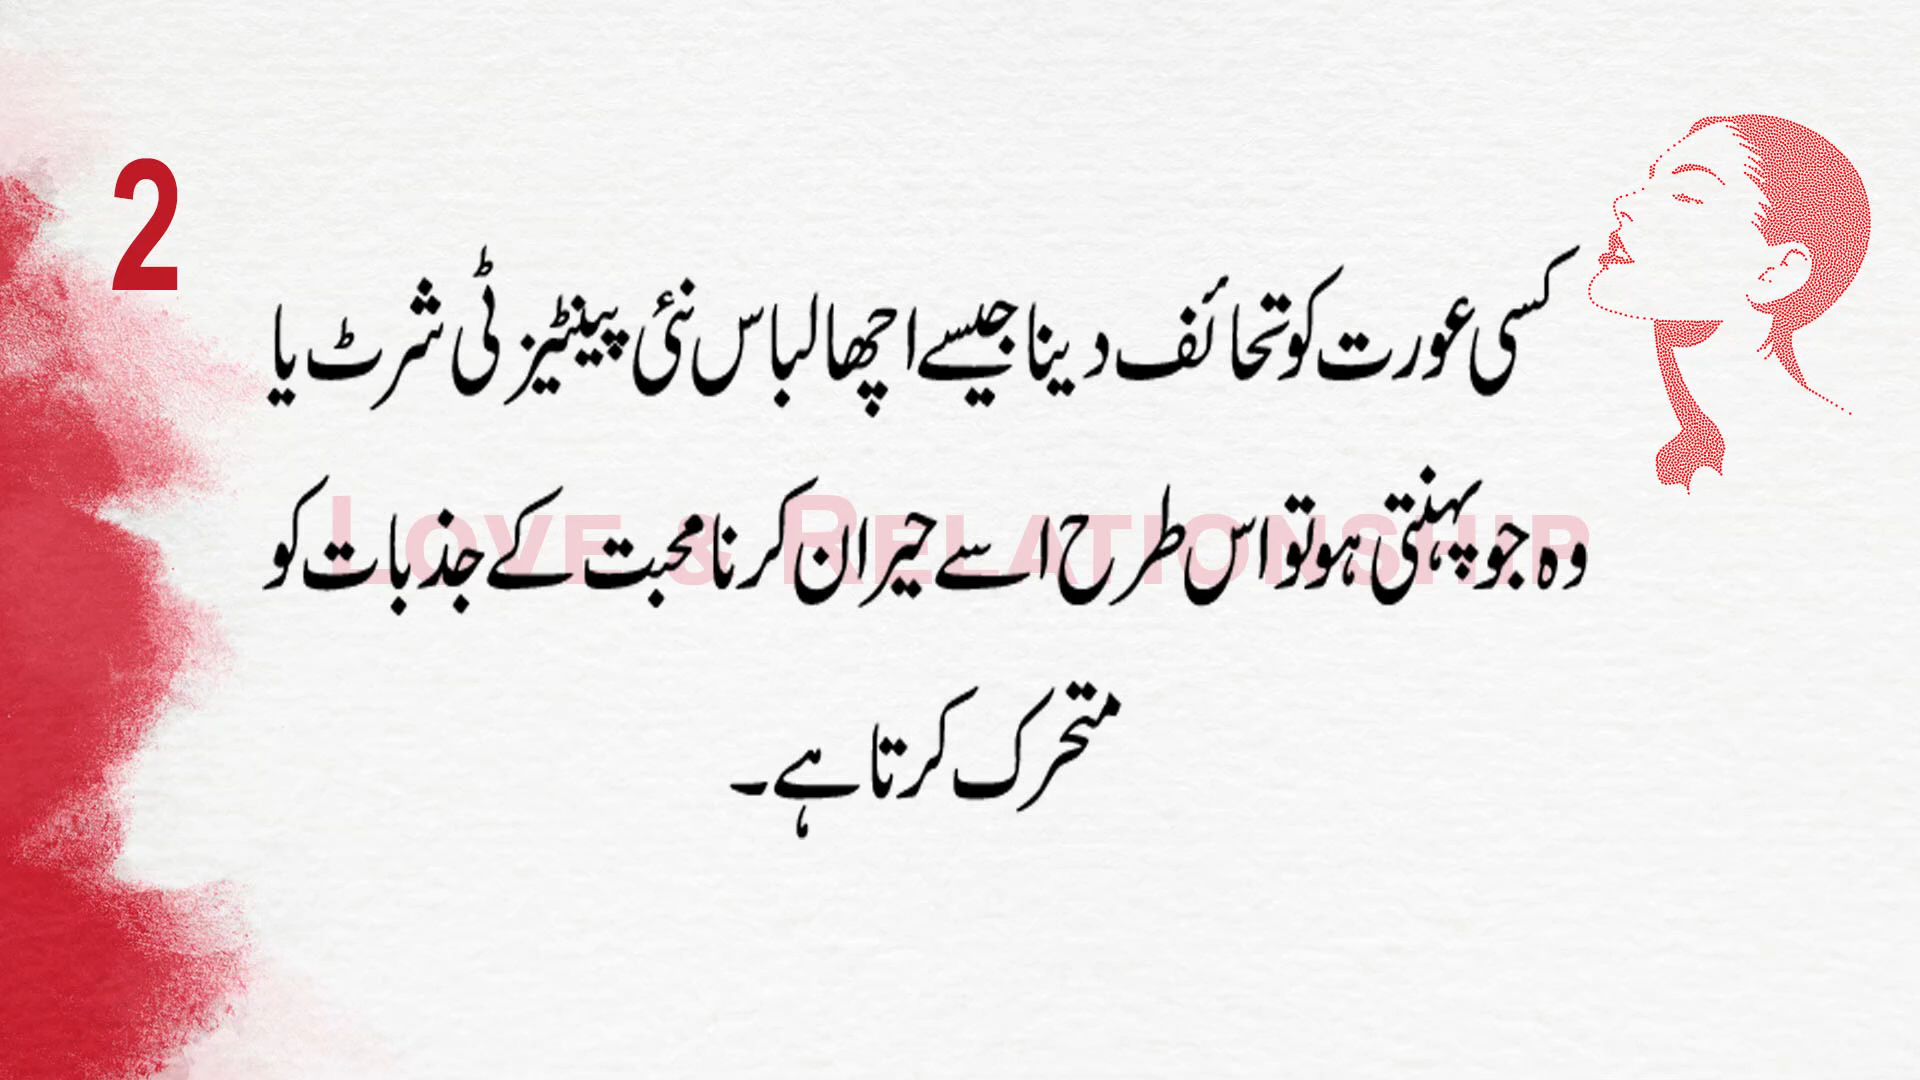 2
کسی عورت کو تحائف دینا جیسے اچھا لباس نئی پینٹیز ٹی شرٹ یا
وہ جو پہنتی ہو تو اس طرح اسے حیران کرنا محبت کے جذبات کو
LOVE & RELATIONSHIP
متحرک کرتا ہے۔